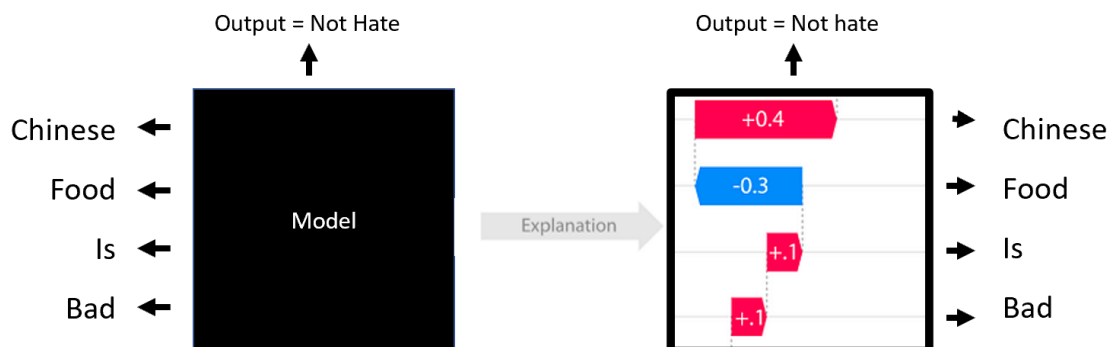 Output = Not Hate
Output = Not hate
Chinese
Food
Is
Bad
Model
Explanation
+0.4
-0.3
+.1
+.1
Chinese
Food
Is
Bad